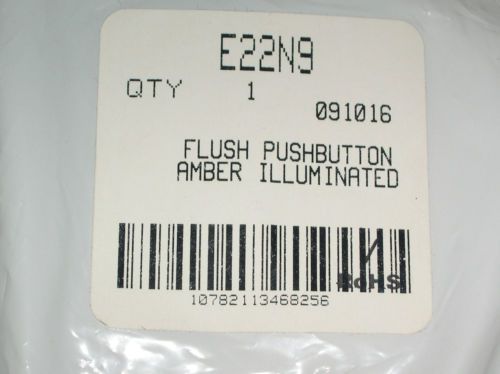 E22N9
QTY 1
091016
FLUSH PUSHBUTTON
AMBER ILLUMINATED
RoHS
10782113468256